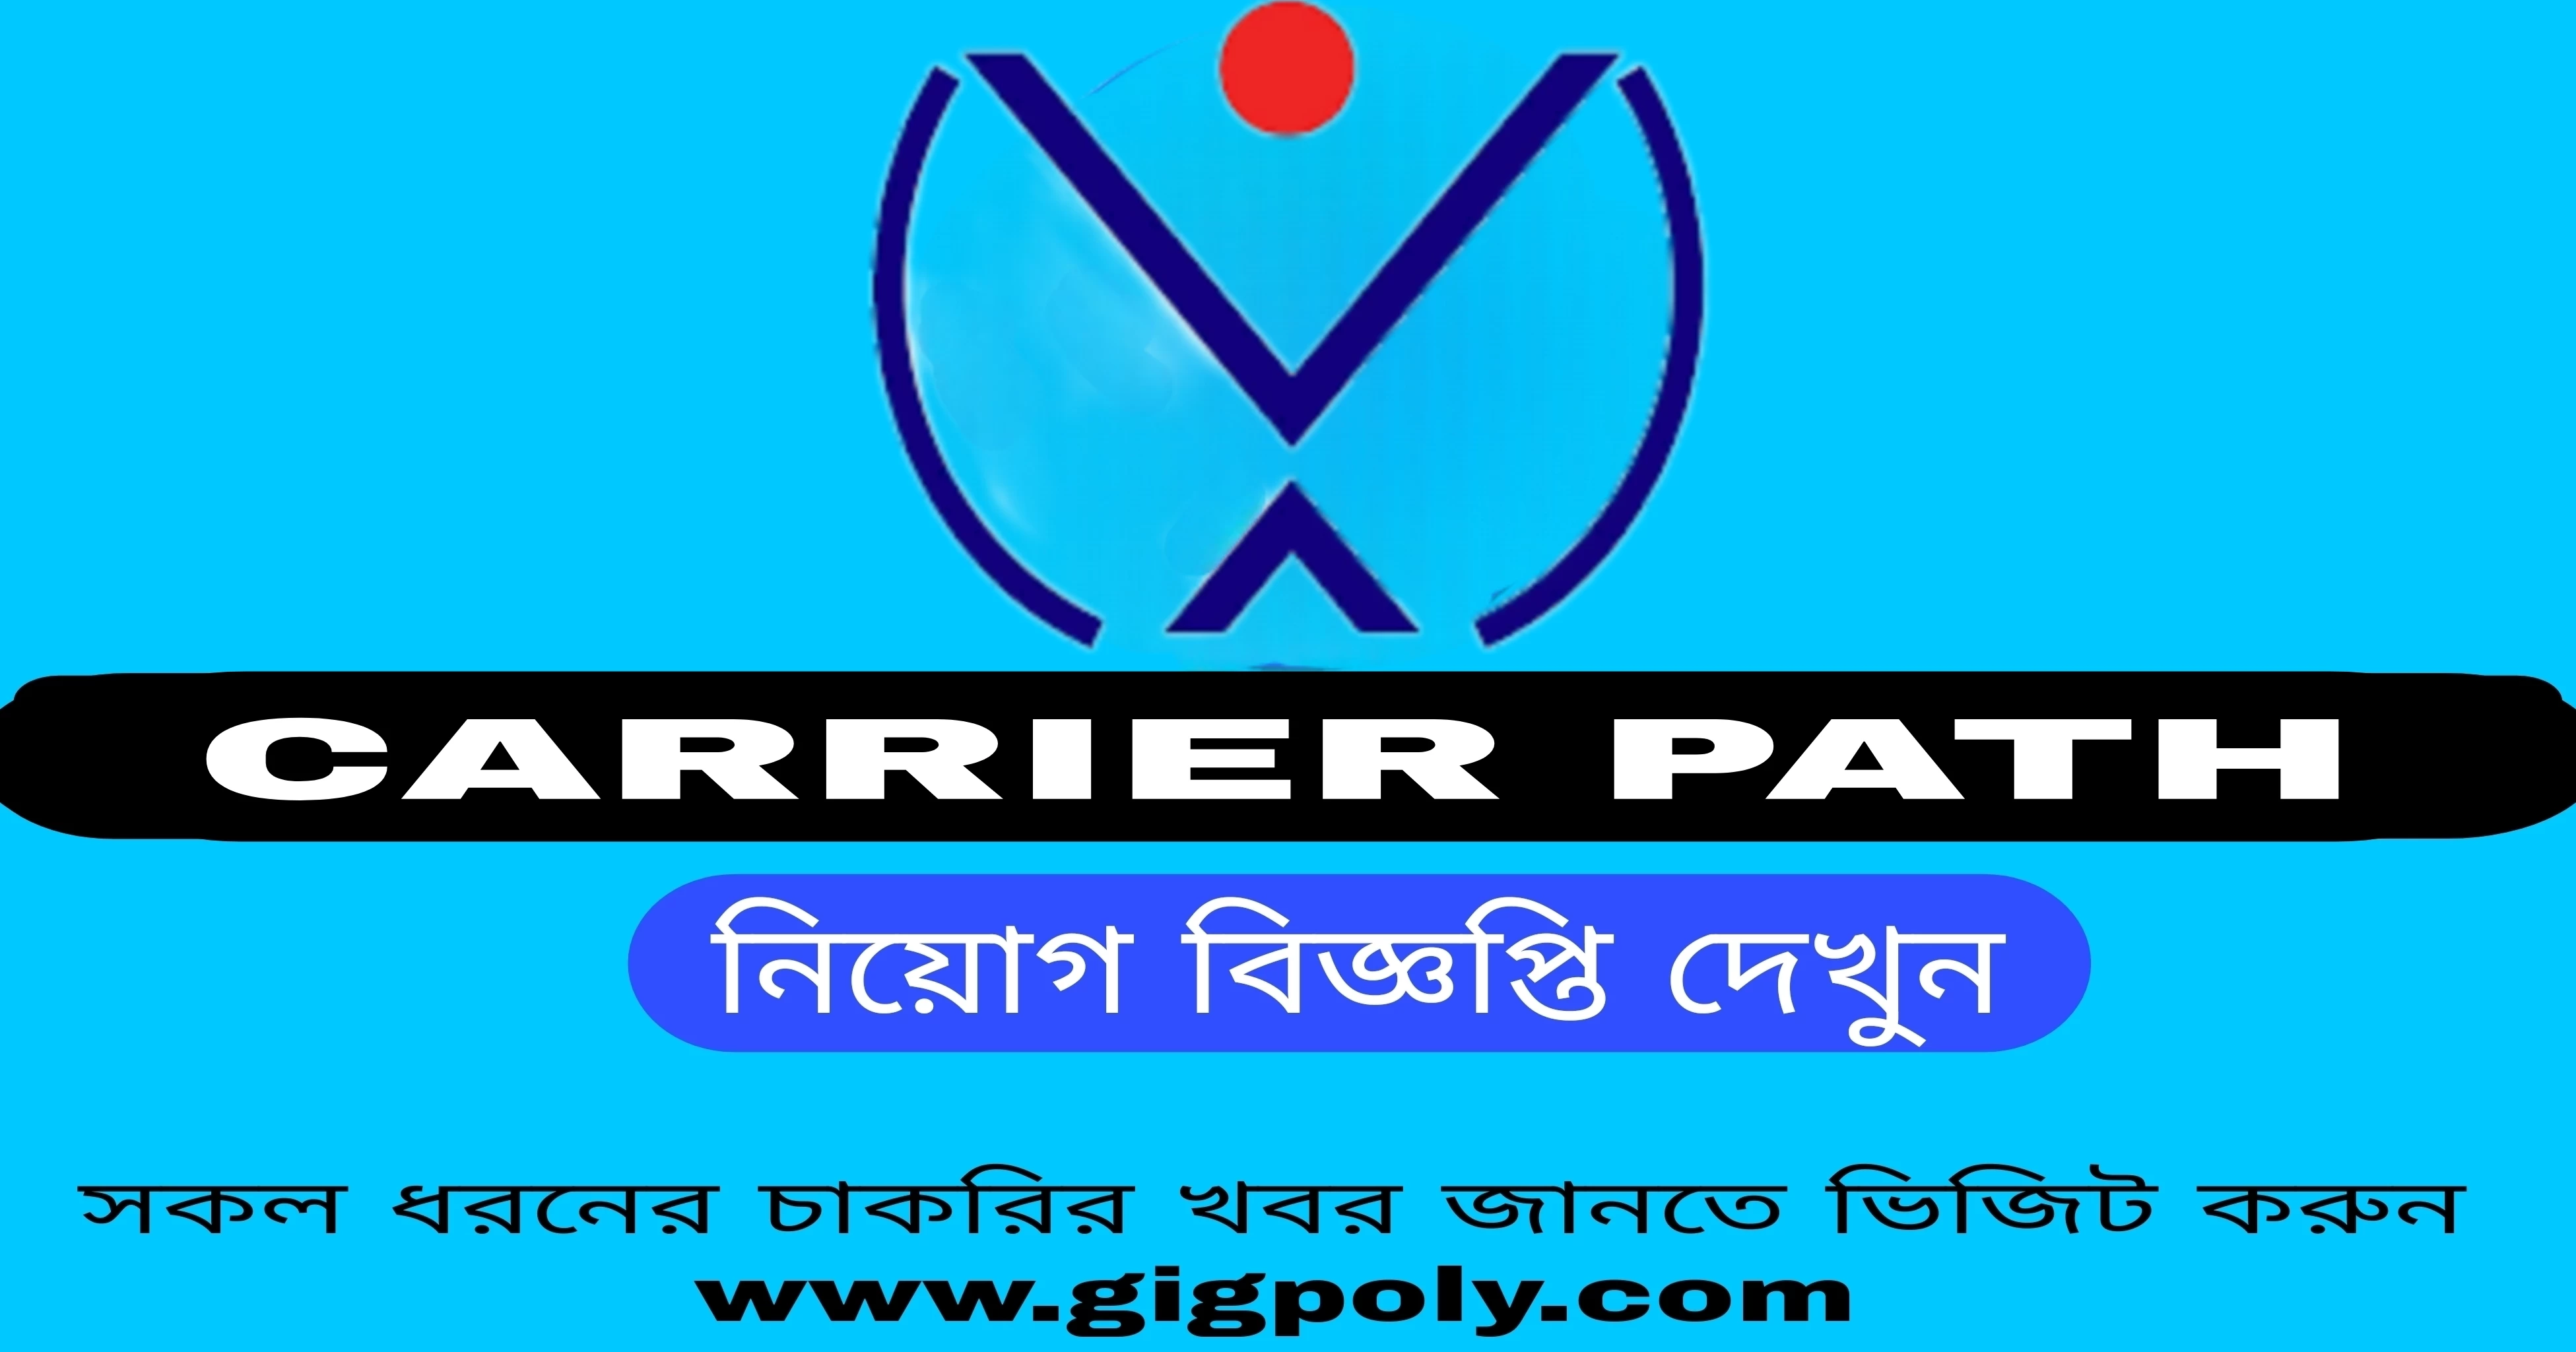 CARRIER PATH
নিয়োগ বিজ্ঞপ্তি দেখুন
সকল ধরনের চাকরির খবর জানতে ভিজিট করুন
www.gigpoly.com